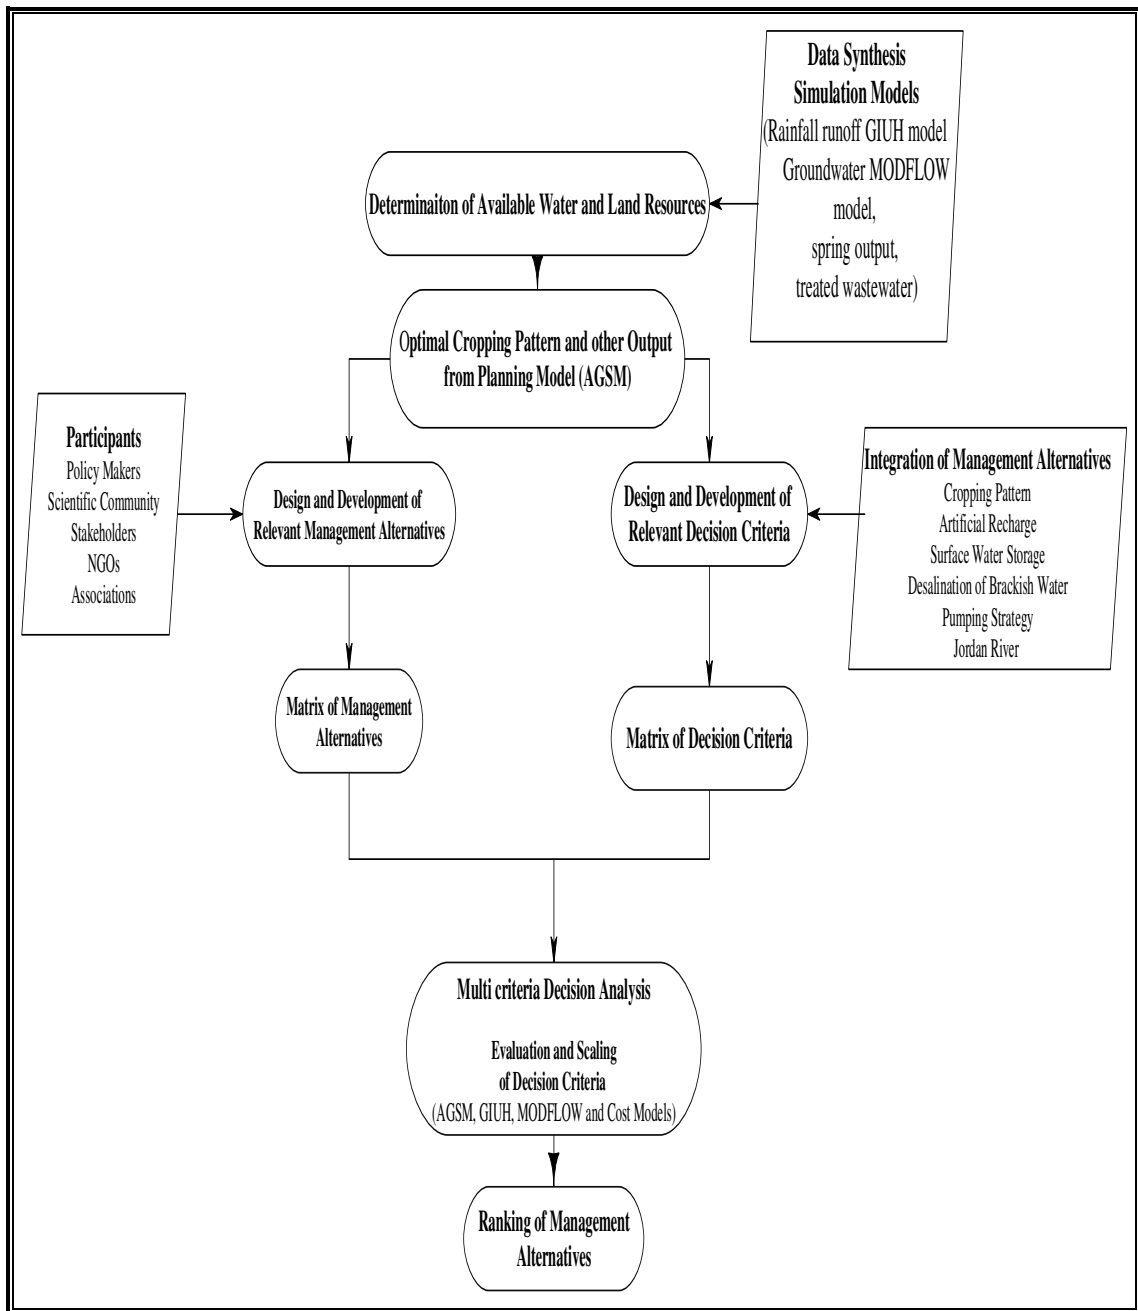 Data Synthesis
Simulation Models
(Rainfall runoff GIUH model
Groundwater MODFLOW
model,
spring output,
treated wastewater)
Determinaiton of Available Water and Land Resources
Optimal Cropping Pattern and other Output
from Planning Model (AGSM)
Participants
Policy Makers
Scientific Community
Stakeholders
NGOs
Associations
Design and Development of
Relevant Management Alternatives
Design and Development of
Relevant Decision Criteria
Integration of Management Alternatives
Cropping Pattern
Artificial Recharge
Surface Water Storage
Desalination of Brackish Water
Pumping Strategy
Jordan River
Matrix of Management
Alternatives
Matrix of Decision Criteria
Multi criteria Decision Analysis
Evaluation and Scaling
of Decision Criteria
(AGSM, GIUH, MODFLOW and Cost Models)
Ranking of Management
Alternatives